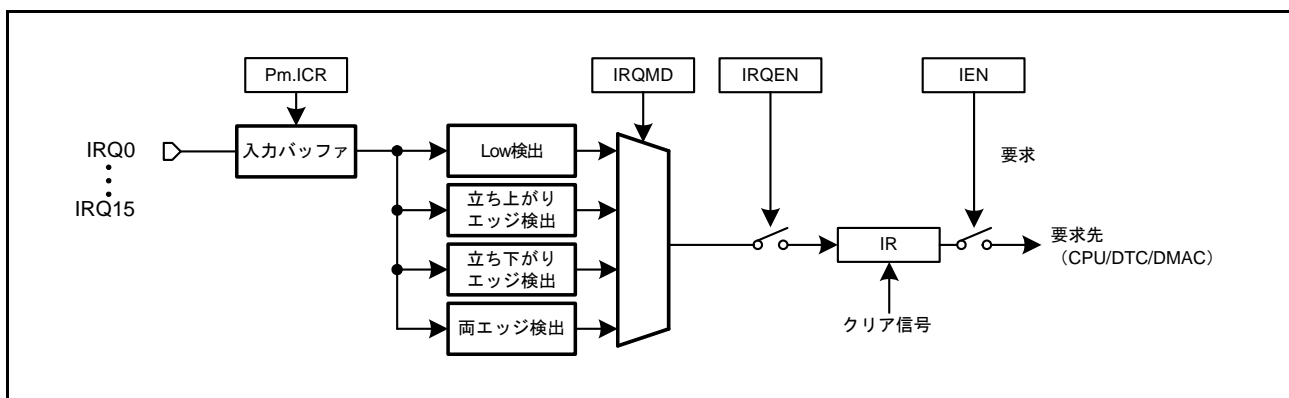 Pm.ICR
IRQMD
IRQEN
IEN
IRQ0
IRQ15
入力バッファ
Low検出
立ち上がり
エッジ検出
立ち下がり
エッジ検出
両エッジ検出
IR
クリア信号
要求
要求先
（CPU/DTC/DMAC）